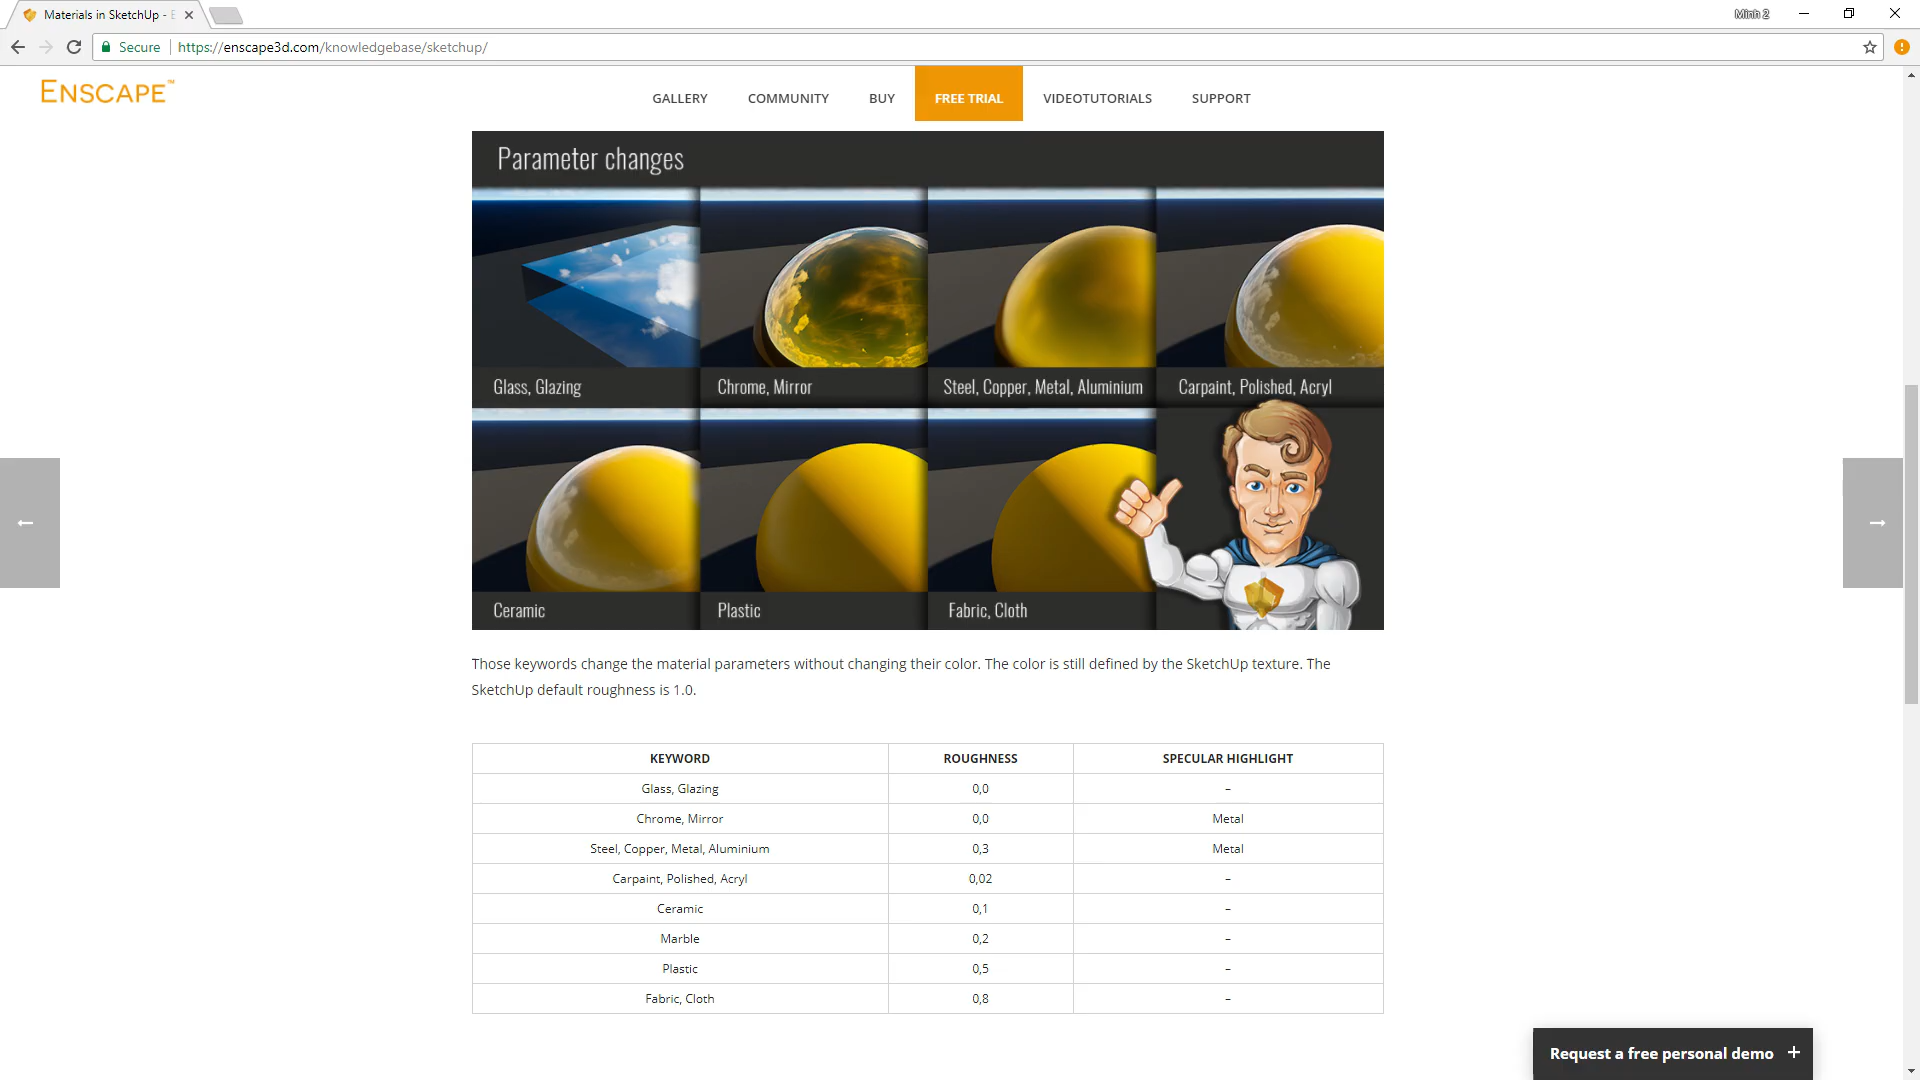 Materials in SketchUp - E
Minh 2
Secure https://enscape3d.com/knowledgebase/sketchup/
ENSCAPE™
GALLERY COMMUNITY BUY FREE TRIAL VIDEOTUTORIALS SUPPORT
Parameter changes
Glass, Glazing Chrome, Mirror Steel, Copper, Metal, Aluminium Carpaint, Polished, Acryl
Ceramic Plastic Fabric, Cloth
Those keywords change the material parameters without changing their color. The color is still defined by the SketchUp texture. The
SketchUp default roughness is 1.0.
KEYWORD ROUGHNESS SPECULAR HIGHLIGHT
Glass, Glazing 0,0 –
Chrome, Mirror 0,0 Metal
Steel, Copper, Metal, Aluminium 0,3 Metal
Carpaint, Polished, Acryl 0,02 –
Ceramic 0,1 –
Marble 0,2 –
Plastic 0,5 –
Fabric, Cloth 0,8 –
Request a free personal demo +